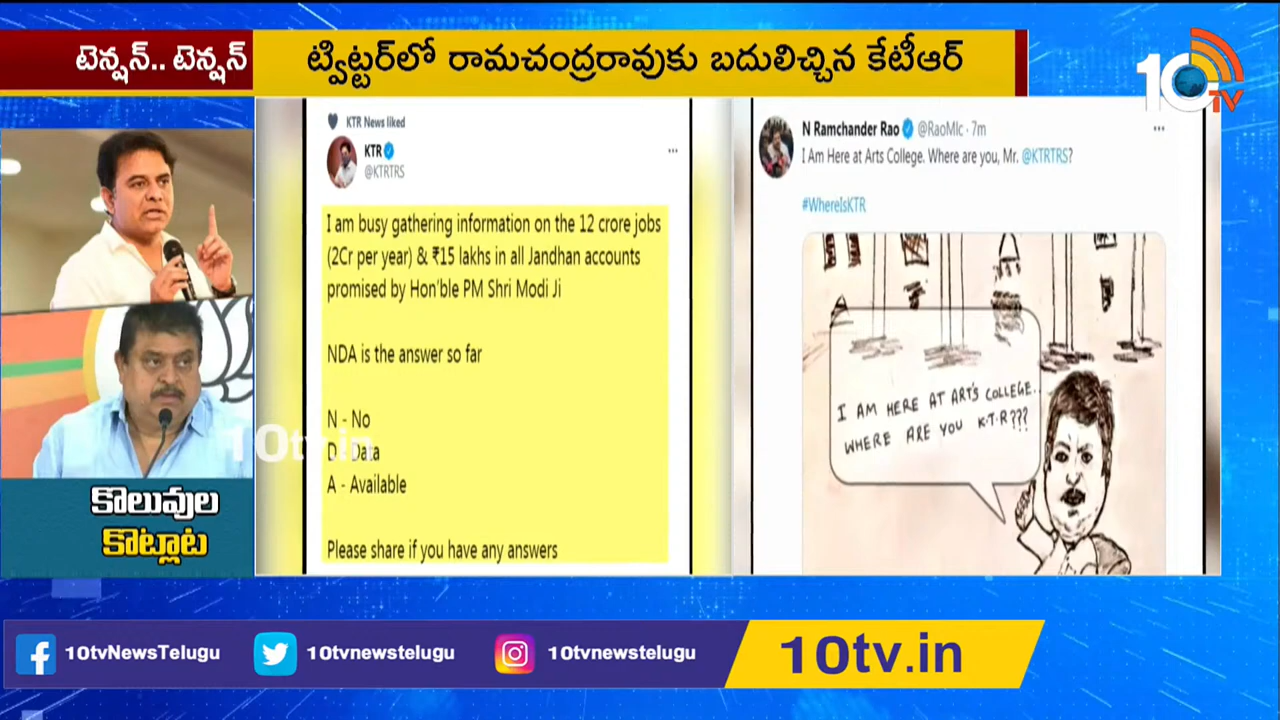 టెన్షన్.. టెన్షన్
ట్విట్టర్‌లో రామచంద్రరావుకు బదులిచ్చిన కేటీఆర్
10TV
KTR News liked
KTR
@KTRTRS
I am busy gathering information on the 12 crore jobs
(2Cr per year) & ₹15 lakhs in all Jandhan accounts
promised by Hon'ble PM Shri Modi Ji
NDA is the answer so far
N - No
D - Data
A - Available
Please share if you have any answers
N Ramchander Rao @RaoMlc · 7m
I Am Here at Arts College. Where are you, Mr. @KTRTRS?
#WhereIsKTR
I AM HERE AT ART'S COLLEGE..
WHERE ARE YOU K.T.R???
10tv.in
కొలువుల
కొట్లాట
10tvNewsTelugu
10tvnewstelugu
10tvnewstelugu
10tv.in